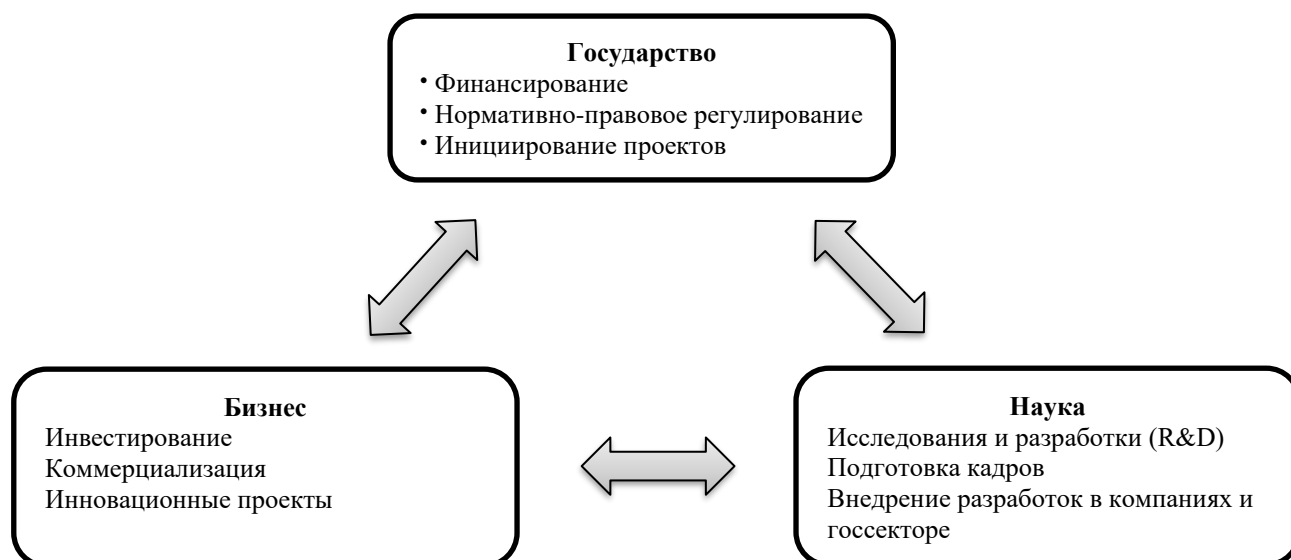 Государство
• Финансирование
• Нормативно-правовое регулирование
• Инициирование проектов
Бизнес
Инвестирование
Коммерциализация
Инновационные проекты
Наука
Исследования и разработки (R&D)
Подготовка кадров
Внедрение разработок в компаниях и
госсекторе